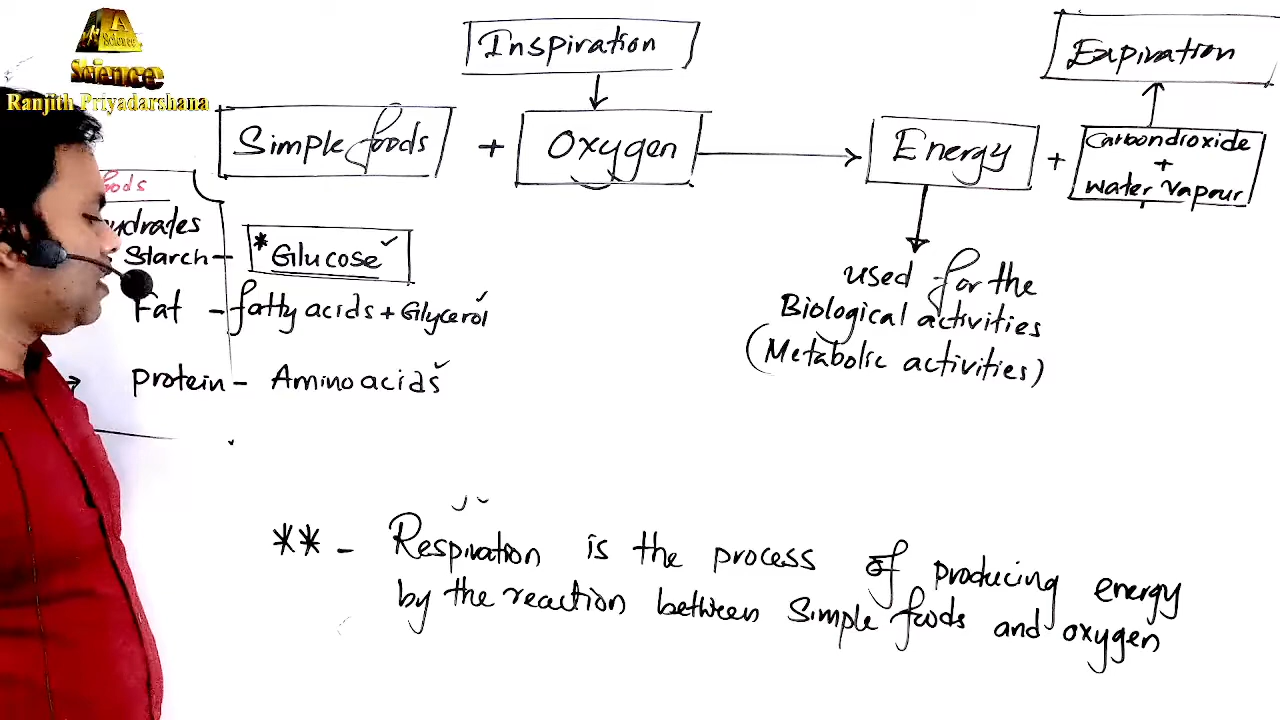 A
Science
Science
Ranjith Priyadarshana
Inspiration
Expiration
Simple foods + Oxygen → Energy + Carbondioxide
+
water vapour
Starch - *Glucose ✓
Fat - fatty acids + Glycerol ✓
protein - Amino acids ✓
used for the
Biological activities
(Metabolic activities)
** - Respiration is the process of producing energy
by the reaction between Simple foods and oxygen